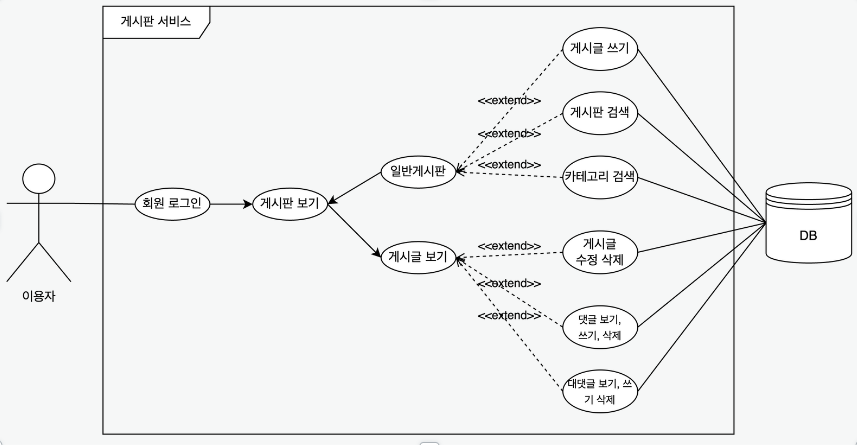 게시판 서비스
게시글 쓰기
<<extend>>
게시판 검색
<<extend>>
<<extend>>
일반게시판
카테고리 검색
회원 로그인
게시판 보기
DB
<<extend>>
게시글
수정 삭제
게시글 보기
<<extend>>
이용자
<<extend>>
댓글 보기,
쓰기, 삭제
대댓글 보기, 쓰
기 삭제